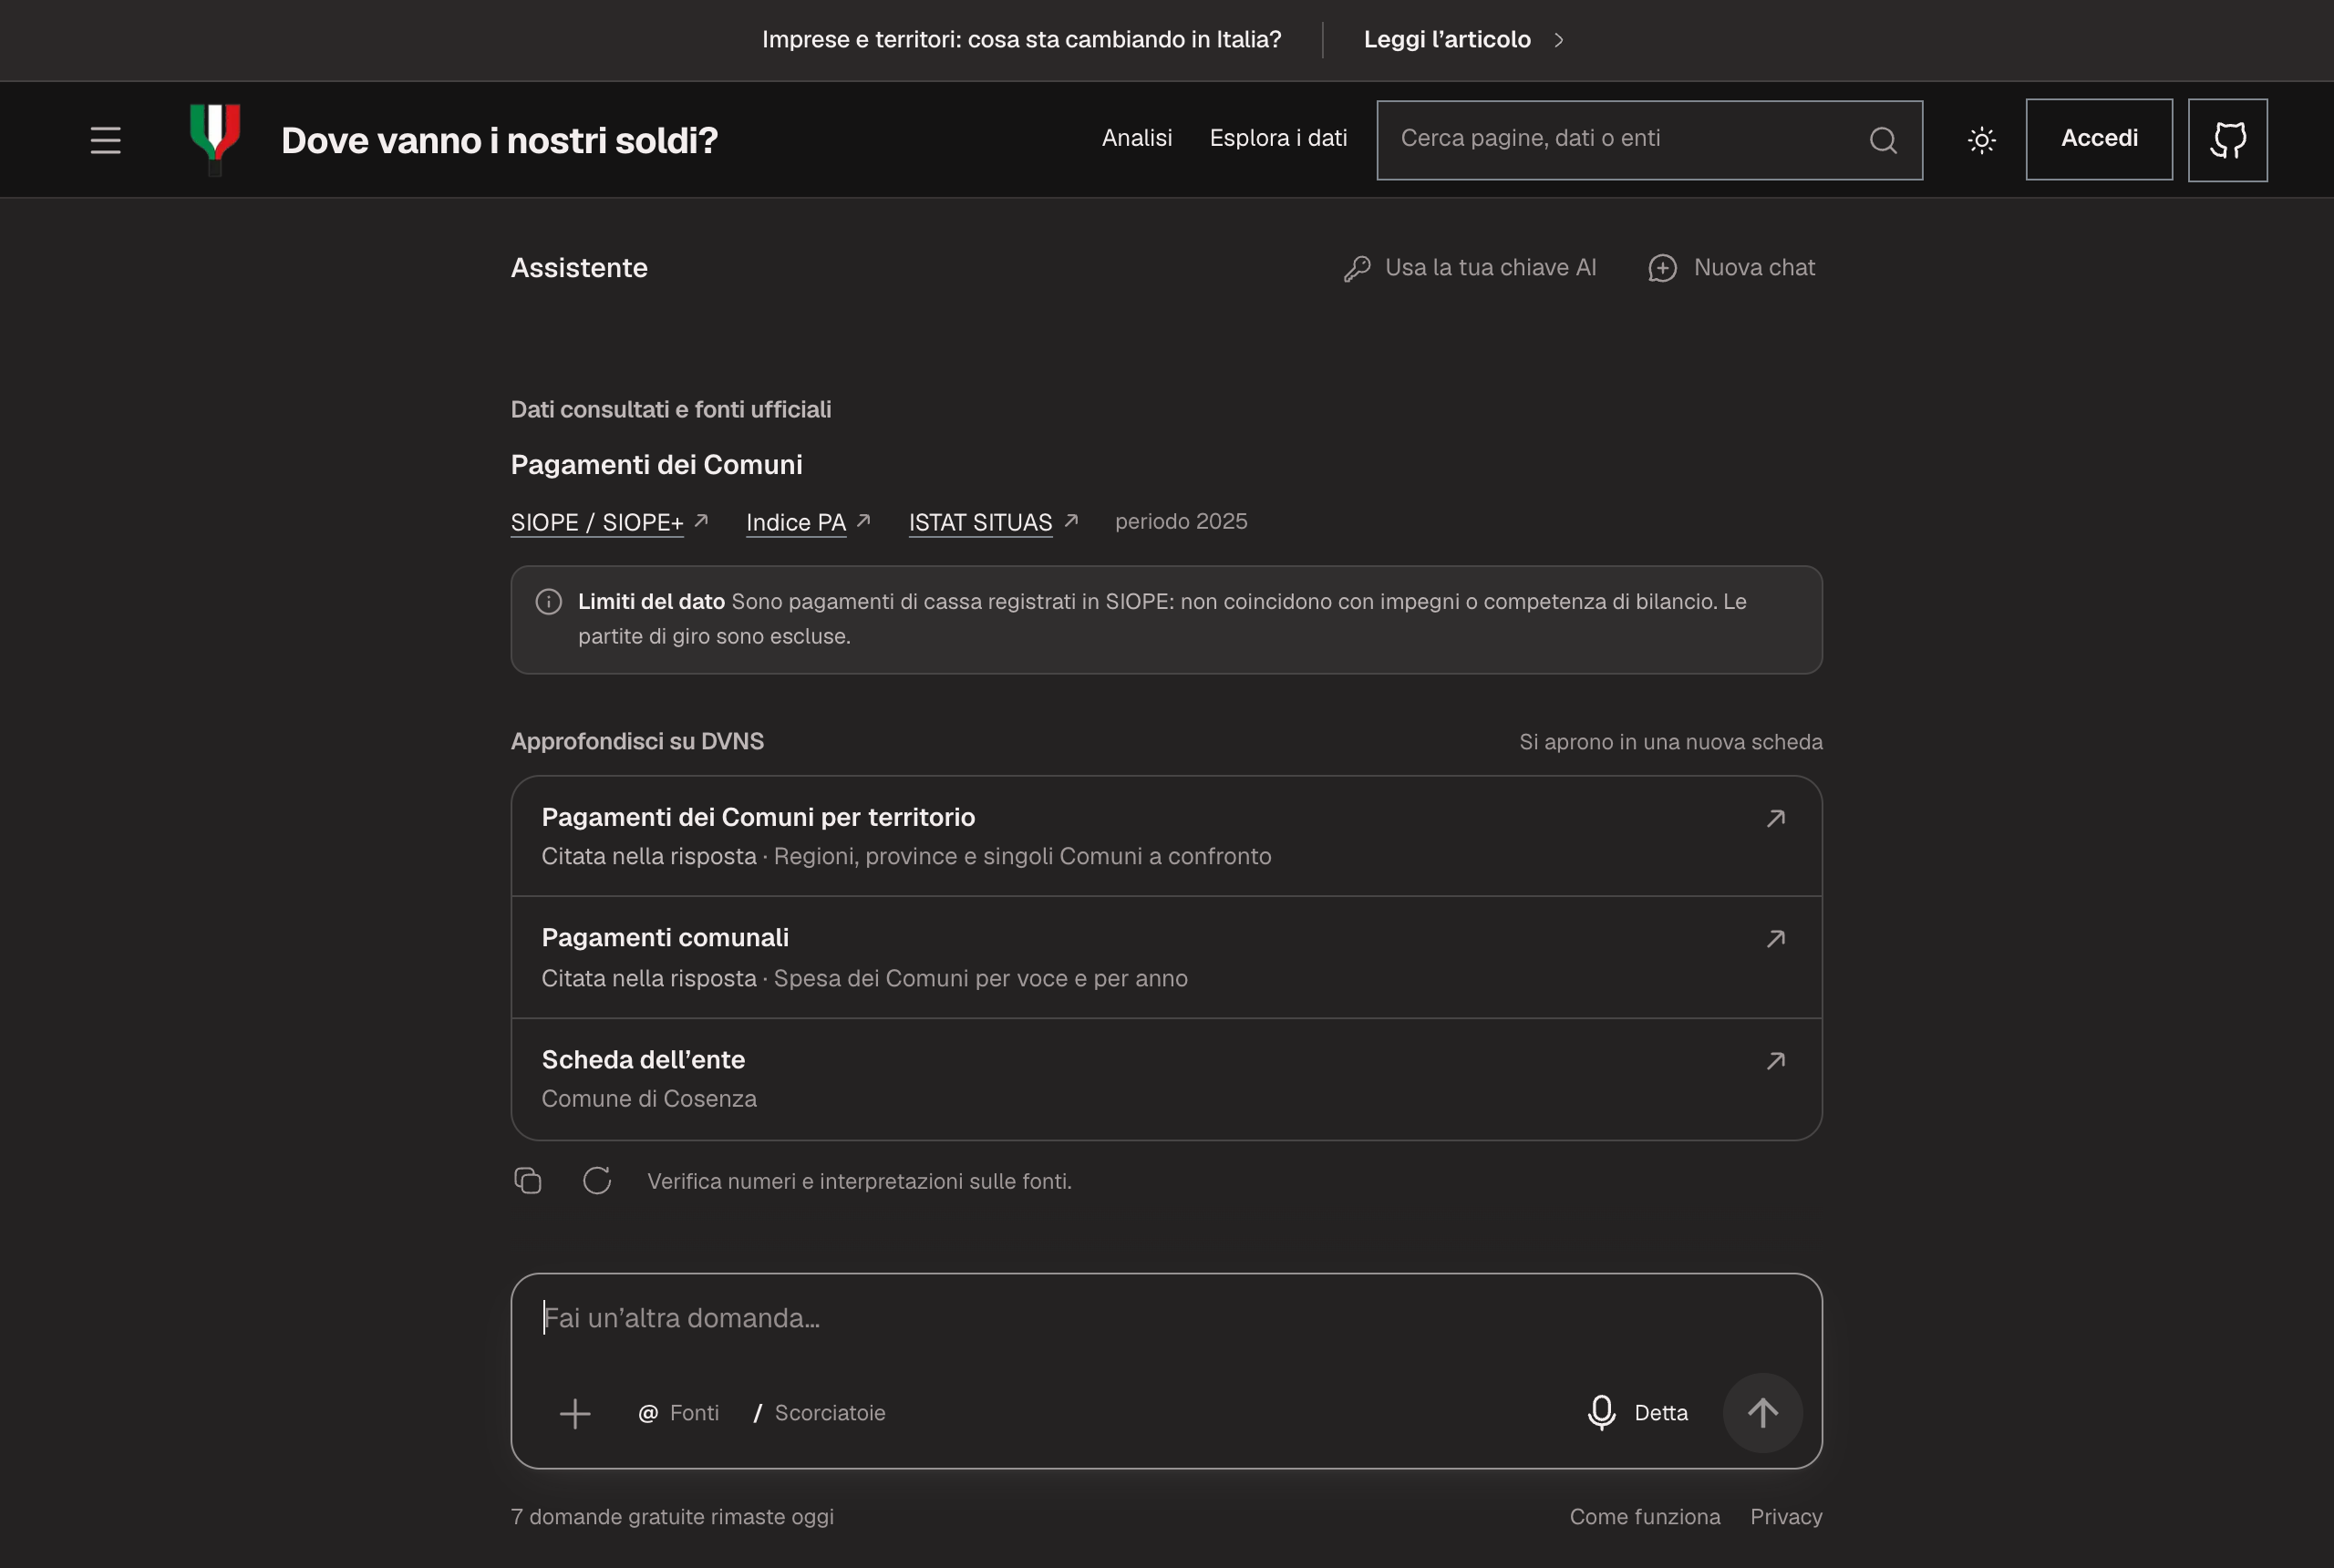 Imprese e territori: cosa sta cambiando in Italia?
Leggi l’articolo
Dove vanno i nostri soldi?
Analisi
Esplora i dati
Cerca pagine, dati o enti
Accedi
Assistente
Usa la tua chiave AI
Nuova chat
Dati consultati e fonti ufficiali
Pagamenti dei Comuni
SIOPE / SIOPE+
Indice PA
ISTAT SITUAS
periodo 2025
Limiti del dato Sono pagamenti di cassa registrati in SIOPE: non coincidono con impegni o competenza di bilancio. Le
partite di giro sono escluse.
Approfondisci su DVNS
Si aprono in una nuova scheda
Pagamenti dei Comuni per territorio
Citata nella risposta · Regioni, province e singoli Comuni a confronto
Pagamenti comunali
Citata nella risposta · Spesa dei Comuni per voce e per anno
Scheda dell’ente
Comune di Cosenza
Verifica numeri e interpretazioni sulle fonti.
Fai un’altra domanda…
@ Fonti
/ Scorciatoie
Detta
7 domande gratuite rimaste oggi
Come funziona
Privacy